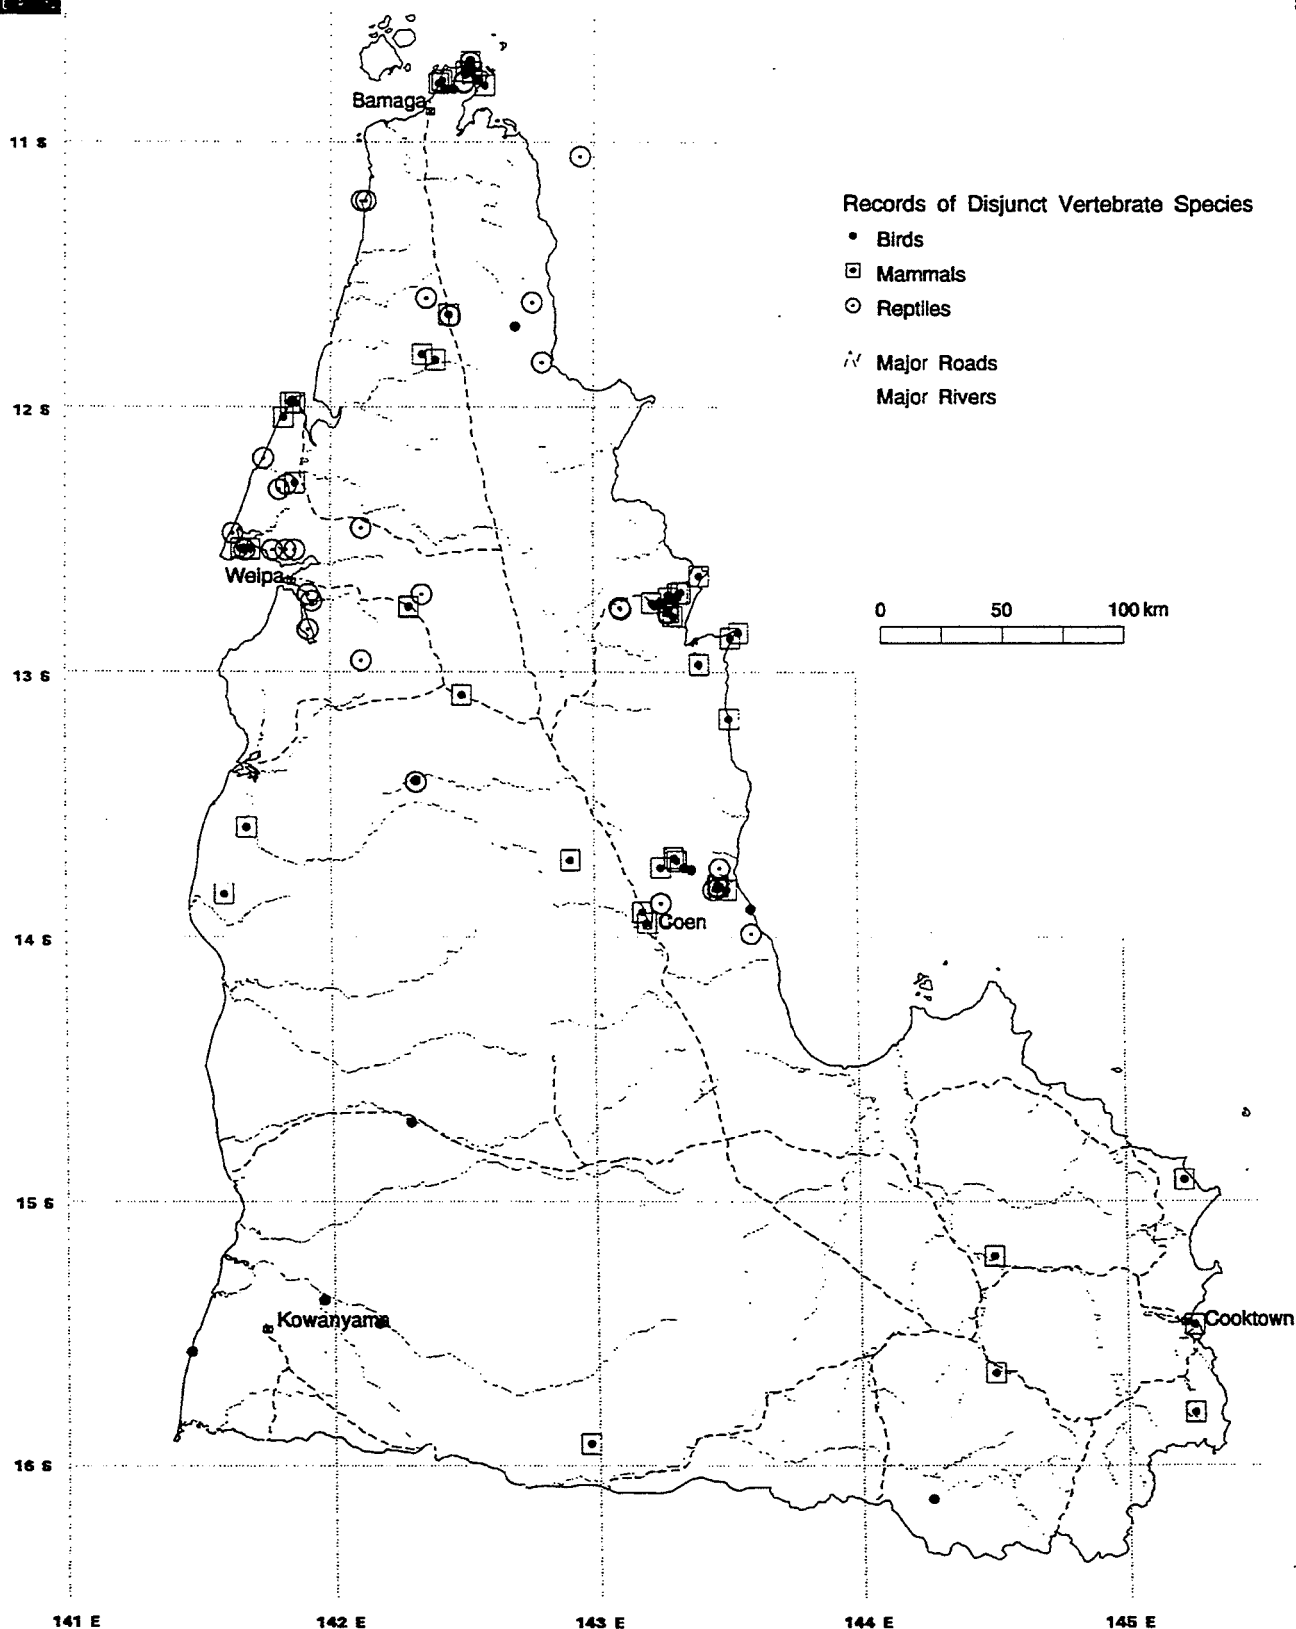 Bamaga
11 S
Records of Disjunct Vertebrate Species
Birds
Mammals
Reptiles
Major Roads
Major Rivers
12 S
Weipa
0 50 100 km
13 S
Coen
14 S
15 S
Kowanyama
Cooktown
16 S
141 E 142 E 143 E 144 E 145 E